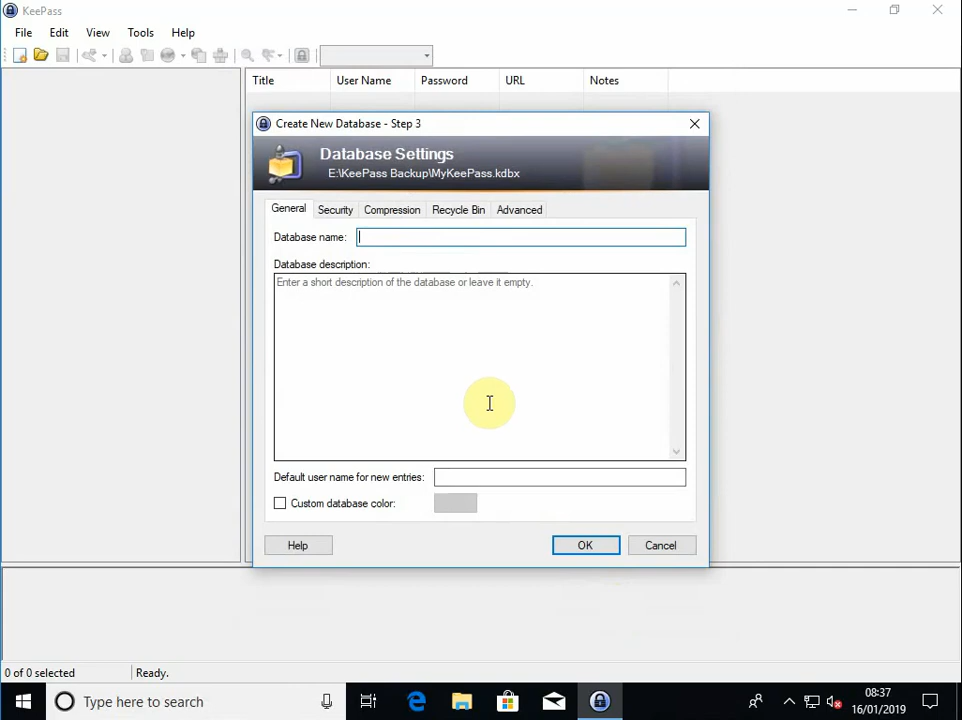 KeePass
File Edit View Tools Help
Title User Name Password URL Notes
Create New Database - Step 3
Database Settings
E:\KeePass Backup\MyKeePass.kdbx
General Security Compression Recycle Bin Advanced
Database name:
Database description:
Enter a short description of the database or leave it empty.
Default user name for new entries:
Custom database color:
Help OK Cancel
0 of 0 selected Ready.
Type here to search
08:37
16/01/2019